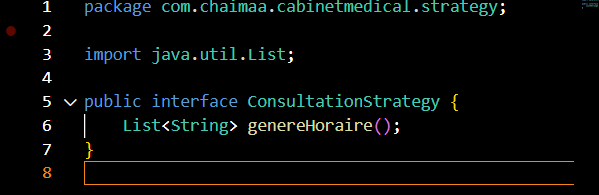 1 package com.chaimaa.cabinetmedical.strategy;
2
3 import java.util.List;
4
5 public interface ConsultationStrategy {
6 List<String> genereHoraire();
7 }
8